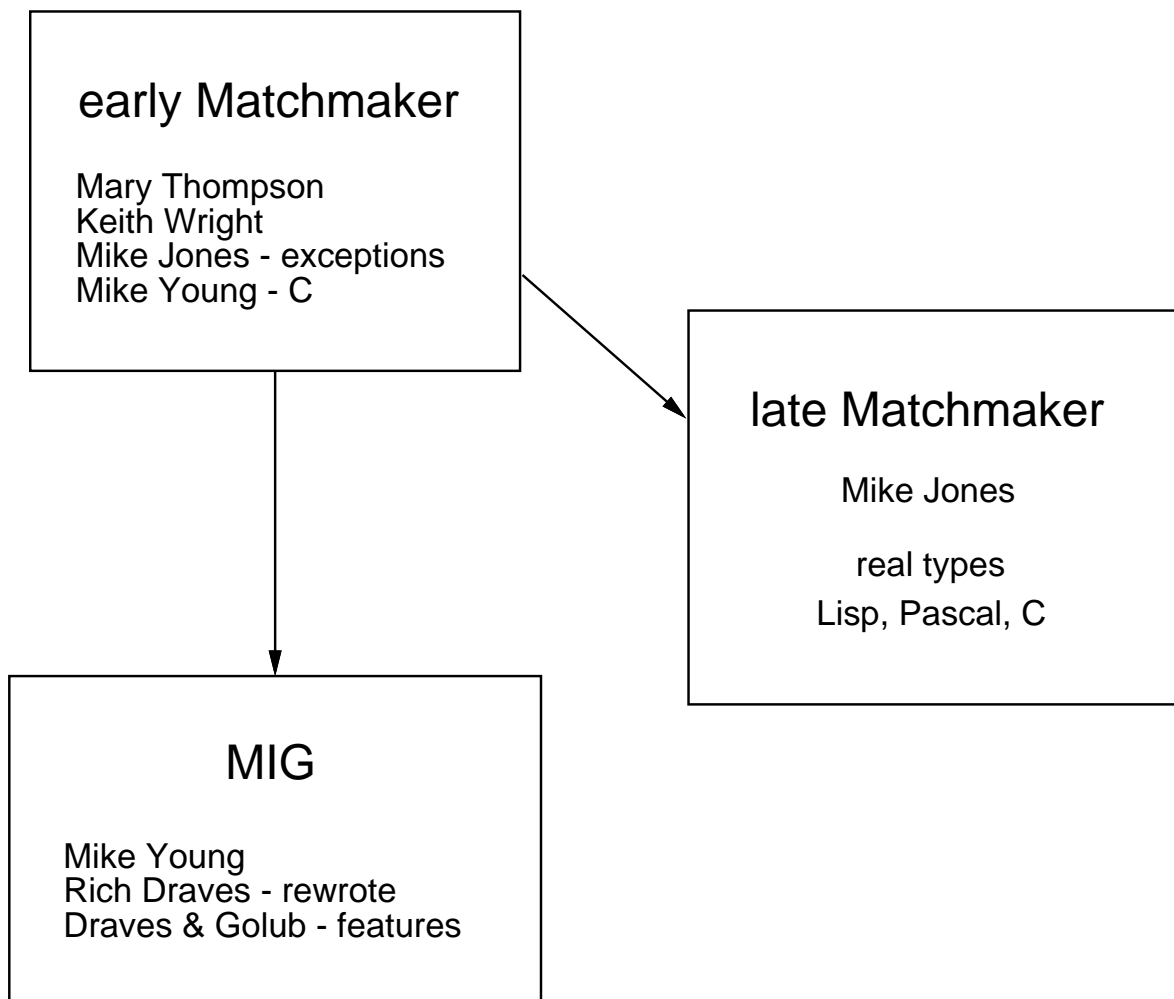 early Matchmaker
Mary Thompson
Keith Wright
Mike Jones - exceptions
Mike Young - C
late Matchmaker
Mike Jones
real types
Lisp, Pascal, C
MIG
Mike Young
Rich Draves - rewrote
Draves & Golub - features